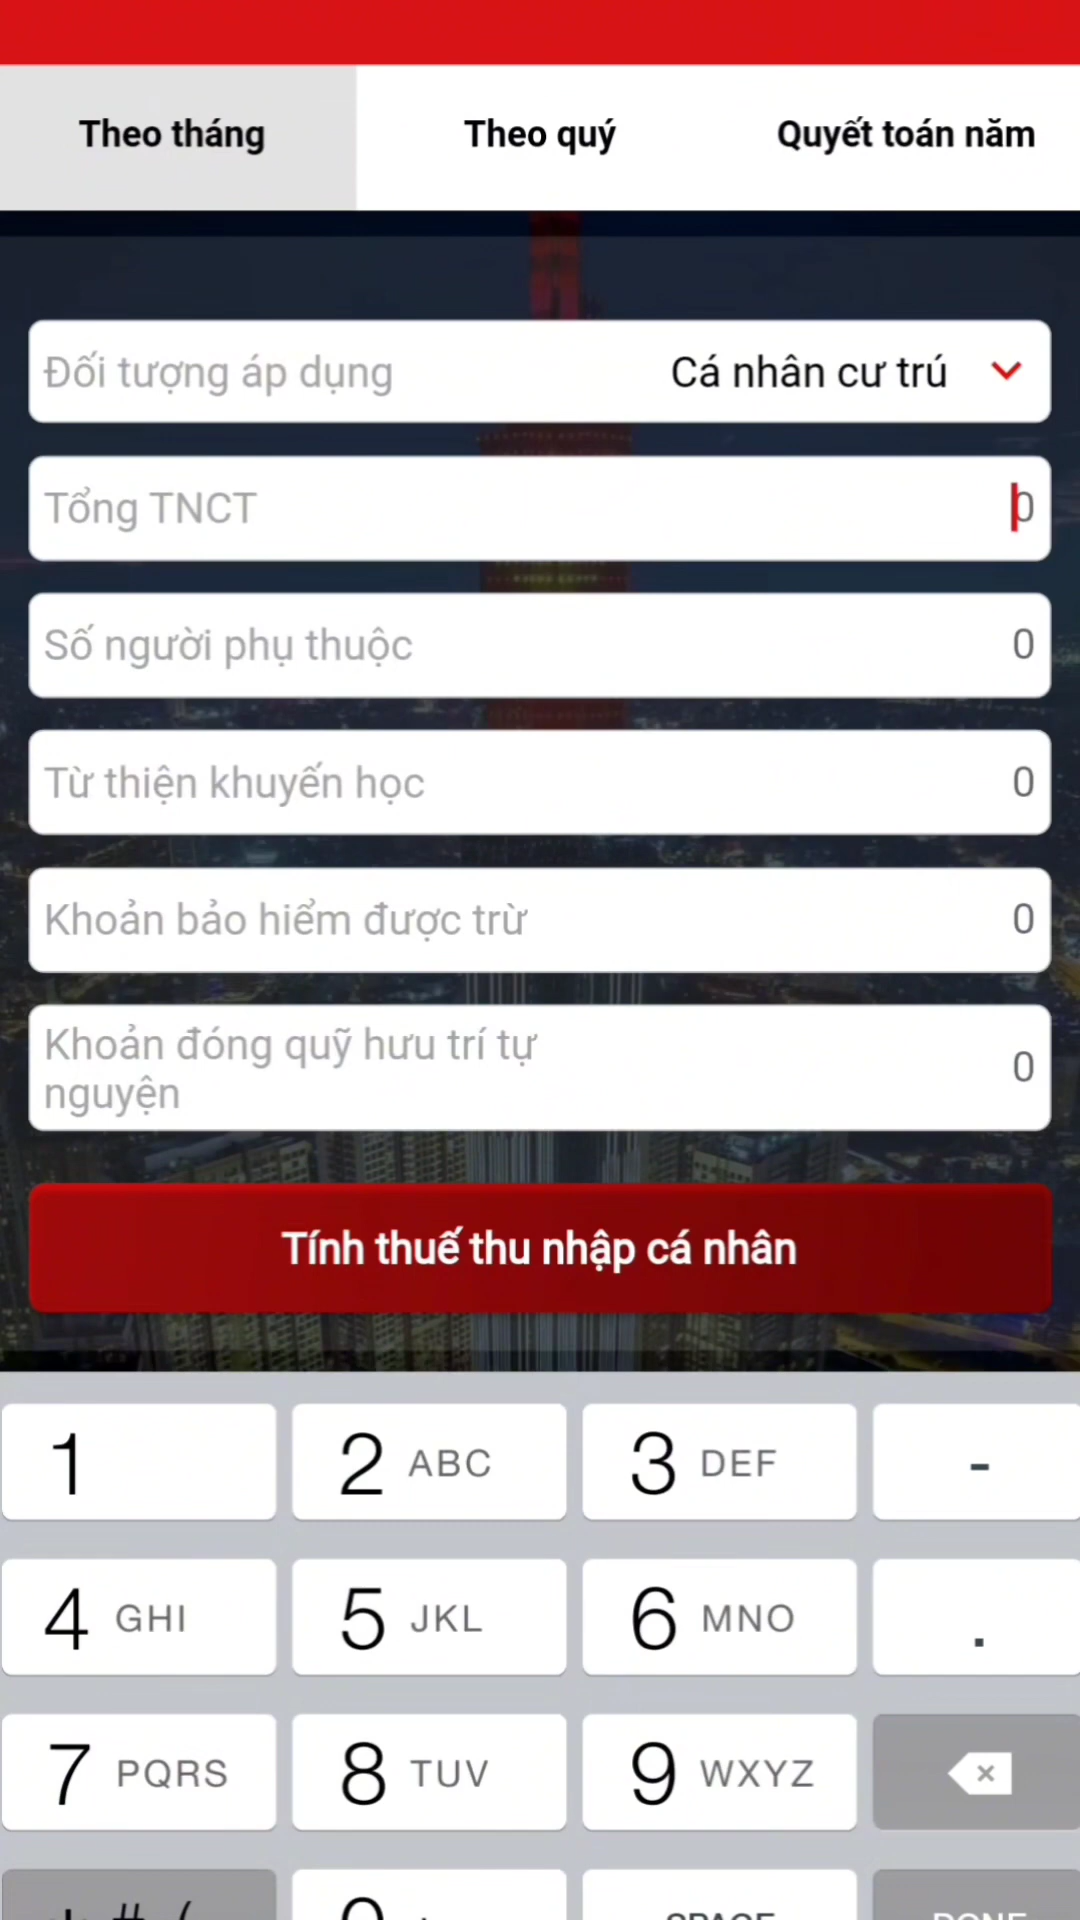 Theo tháng Theo quý Quyết toán năm
Đối tượng áp dụng Cá nhân cư trú
Tổng TNCT 0
Số người phụ thuộc 0
Từ thiện khuyến học 0
Khoản bảo hiểm được trừ 0
Khoản đóng quỹ hưu trí tự
nguyện 0
Tính thuế thu nhập cá nhân
1 2 ABC 3 DEF -
4 GHI 5 JKL 6 MNO .
7 PQRS 8 TUV 9 WXYZ
* # ( 0 + SPACE DONE